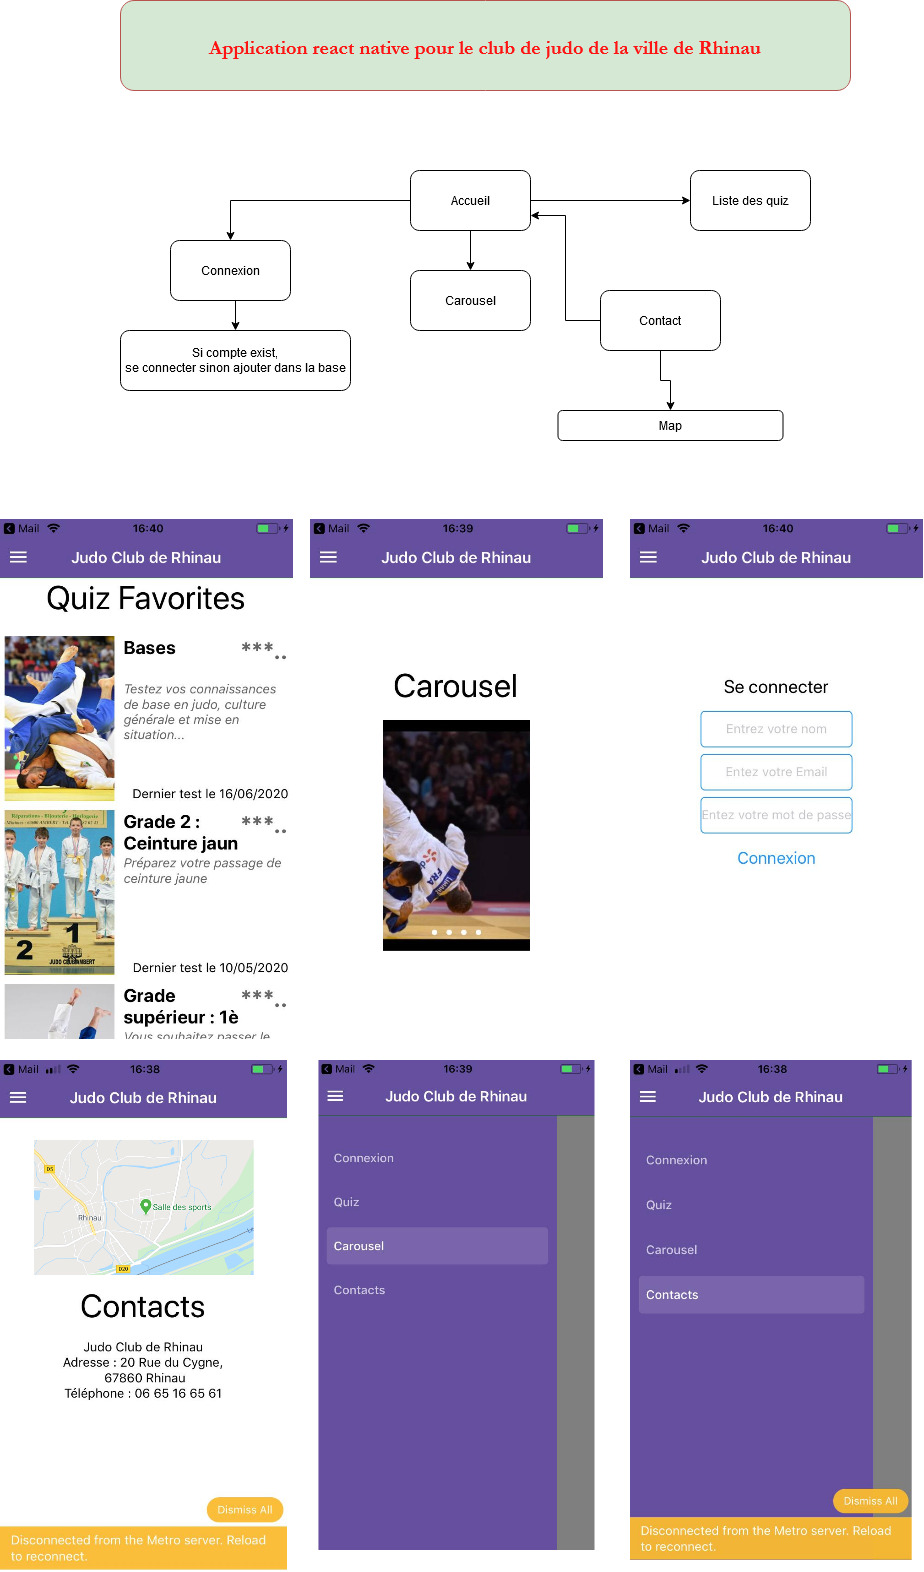 Application react native pour le club de judo de la ville de Rhinau
Accueil
Liste des quiz
Connexion
Carousel
Contact
Si compte exist,
se connecter sinon ajouter dans la base
Map
Mail
16:40
Judo Club de Rhinau
Quiz Favorites
Bases
***..
Testez vos connaissances
de base en judo, culture
générale et mise en
situation...
Dernier test le 16/06/2020
Grade 2 :
Ceinture jaun
***..
Préparez votre passage de
ceinture jaune
2
1
JUDO CLUB AMBERT
Dernier test le 10/05/2020
Grade
supérieur : 1è
***..
Vous souhaitez passer le
Mail
16:39
Judo Club de Rhinau
Carousel
FRA
Mail
16:40
Judo Club de Rhinau
Se connecter
Entrez votre nom
Entez votre Email
Entez votre mot de passe
Connexion
Mail
16:38
Judo Club de Rhinau
D5
Rhinau
Salle des sports
D20
Contacts
Judo Club de Rhinau
Adresse : 20 Rue du Cygne,
67860 Rhinau
Téléphone : 06 65 16 65 61
Dismiss All
Disconnected from the Metro server. Reload
to reconnect.
Mail
16:39
Judo Club de Rhinau
Connexion
Quiz
Carousel
Contacts
Mail
16:38
Judo Club de Rhinau
Connexion
Quiz
Carousel
Contacts
Dismiss All
Disconnected from the Metro server. Reload
to reconnect.